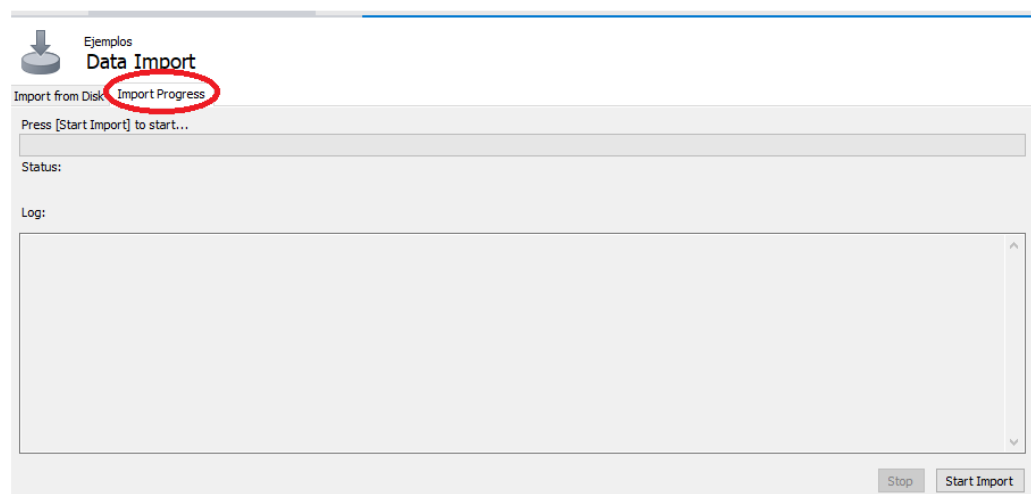 Ejemplos
Data Import
Import from Disk Import Progress
Press [Start Import] to start...
Status:
Log:
Stop Start Import